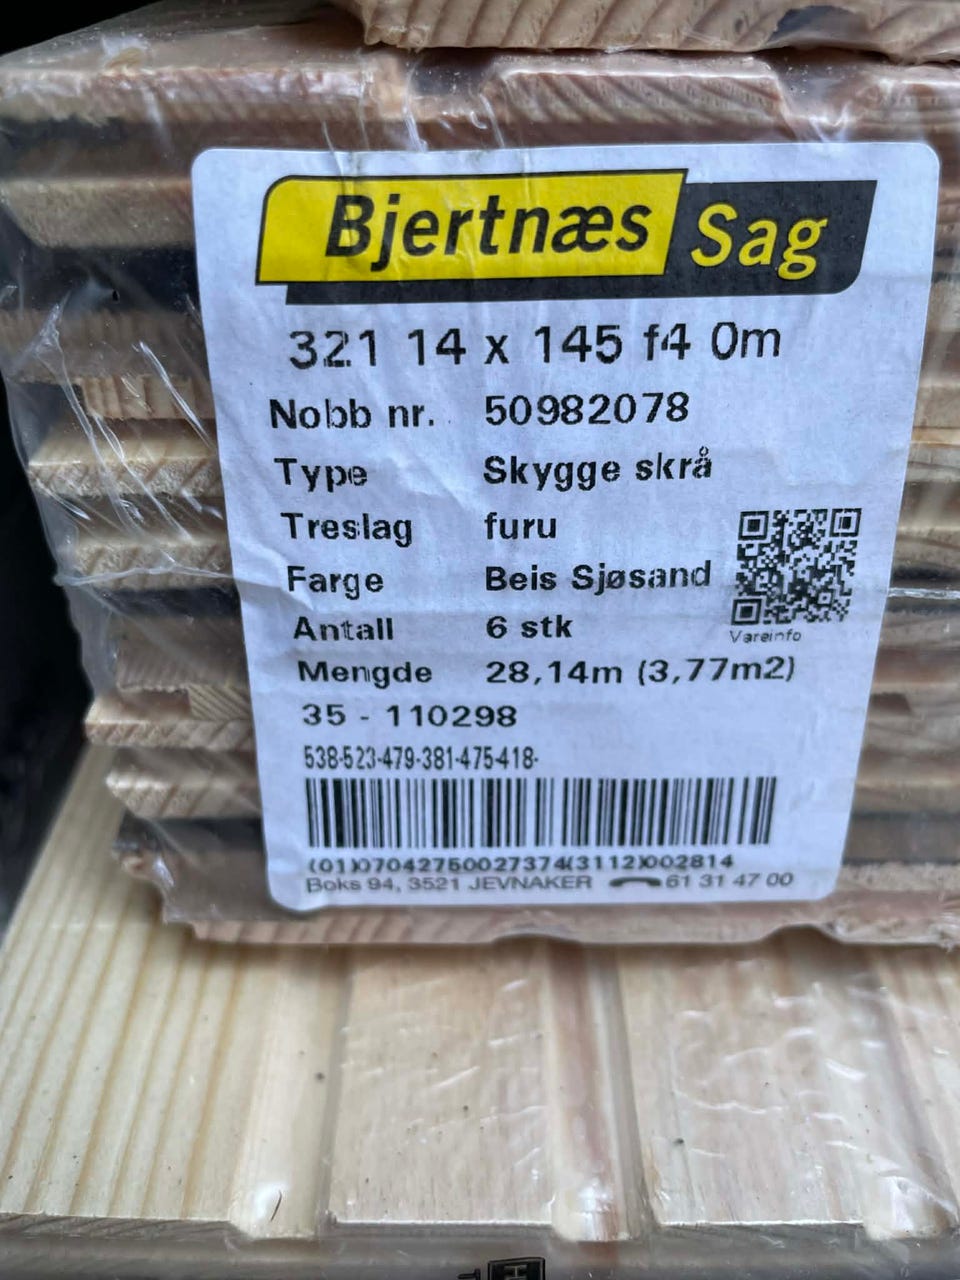 Bjertnæs Sag
321 14 x 145 f4 0m
Nobb nr. 50982078
Type Skygge skrå
Treslag furu
Farge Beis Sjøsand
Vareinfo
Antall 6 stk
Mengde 28,14m (3,77m2)
35 - 110298
538-523-479-381-475-418-
(01)07042750027374(3112)002814
Boks 94, 3521 JEVNAKER 61 31 47 00